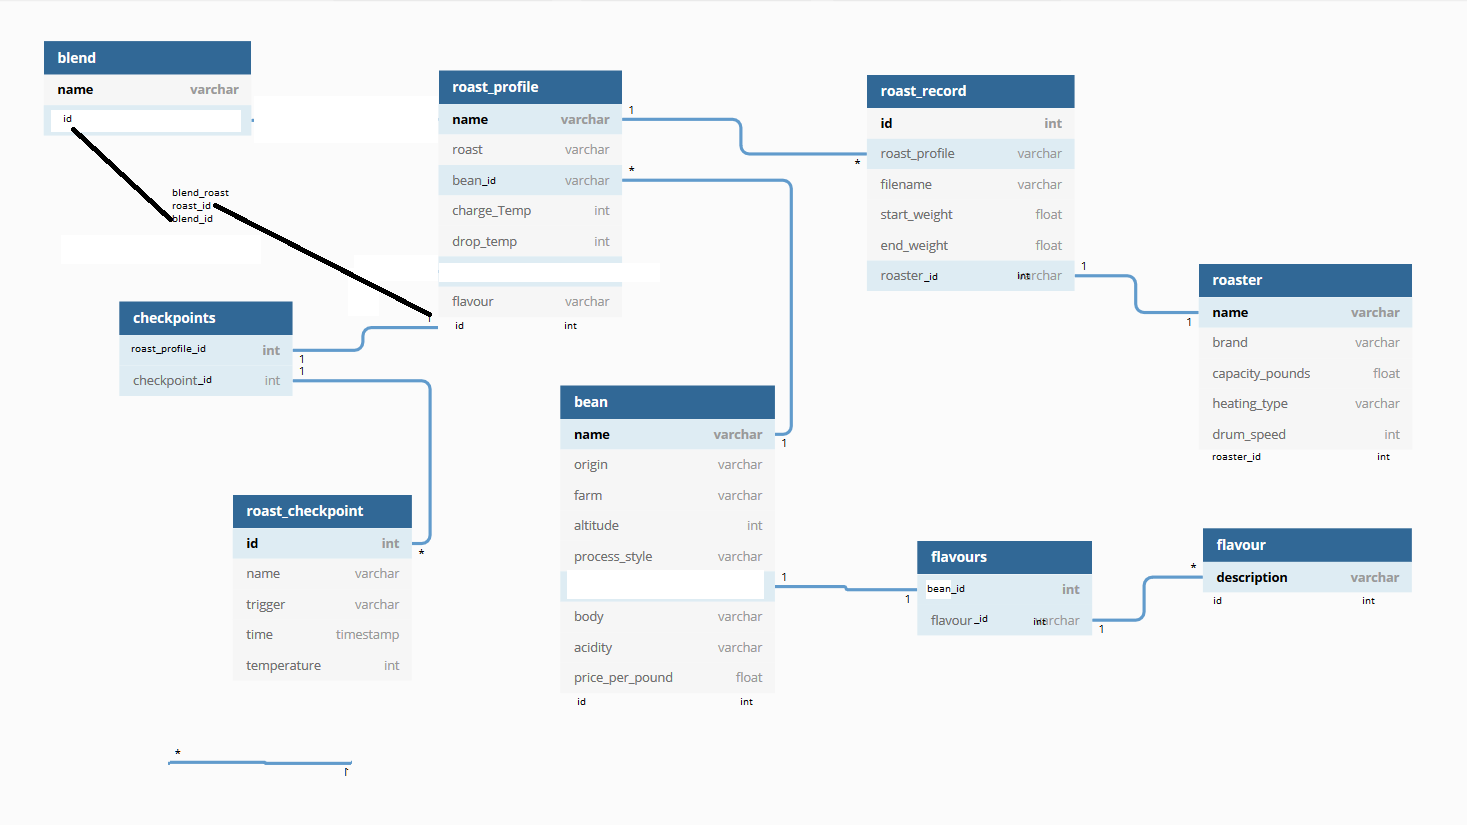 blend
name varchar
id
blend_roast
roast_id
blend_id
roast_profile
name varchar
roast varchar
bean_id varchar
charge_Temp int
drop_temp int
flavour varchar
id int
1
*
1
roast_record
id int
roast_profile varchar
filename varchar
start_weight float
end_weight float
roaster_id int
*
1
roaster
name varchar
brand varchar
capacity_pounds float
heating_type varchar
drum_speed int
roaster_id int
1
checkpoints
roast_profile_id int
checkpoint_id int
1
1
roast_checkpoint
id int
name varchar
trigger varchar
time timestamp
temperature int
*
bean
name varchar
origin varchar
farm varchar
altitude int
process_style varchar
body varchar
acidity varchar
price_per_pound float
id int
1
1
flavours
bean_id int
flavour_id int
1
1
flavour
description varchar
id int
*
*
1